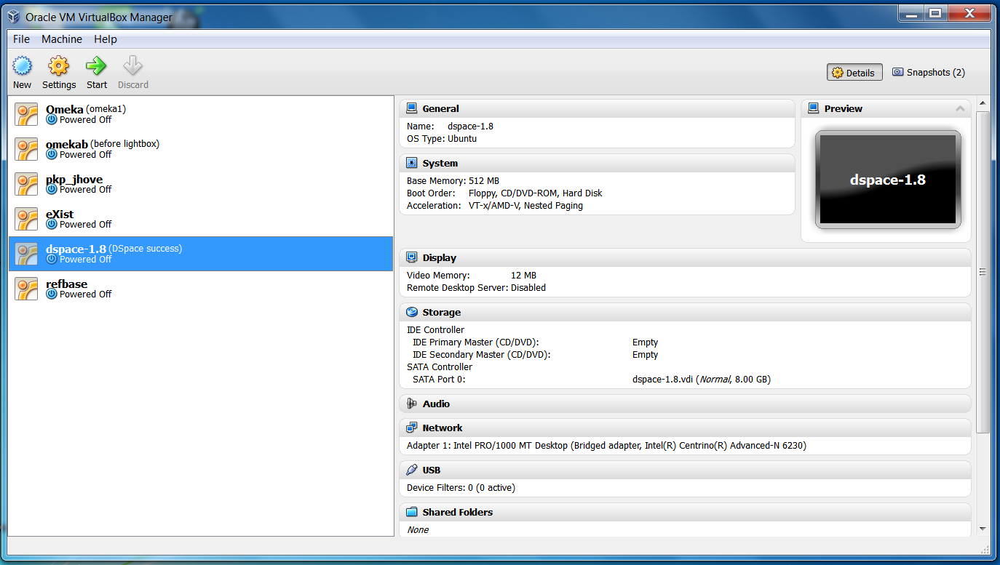 Oracle VM VirtualBox Manager
File Machine Help
New Settings Start Discard
Details Snapshots (2)
Omeka (omeka1)
Powered Off
omekab (before lightbox)
Powered Off
pkp_jhove
Powered Off
eXist
Powered Off
dspace-1.8 (DSpace success)
Powered Off
refbase
Powered Off
General
Name: dspace-1.8
OS Type: Ubuntu
System
Base Memory: 512 MB
Boot Order: Floppy, CD/DVD-ROM, Hard Disk
Acceleration: VT-x/AMD-V, Nested Paging
Preview
dspace-1.8
Display
Video Memory: 12 MB
Remote Desktop Server: Disabled
Storage
IDE Controller
IDE Primary Master (CD/DVD): Empty
IDE Secondary Master (CD/DVD): Empty
SATA Controller
SATA Port 0: dspace-1.8.vdi (Normal, 8.00 GB)
Audio
Network
Adapter 1: Intel PRO/1000 MT Desktop (Bridged adapter, Intel(R) Centrino(R) Advanced-N 6230)
USB
Device Filters: 0 (0 active)
Shared Folders
None